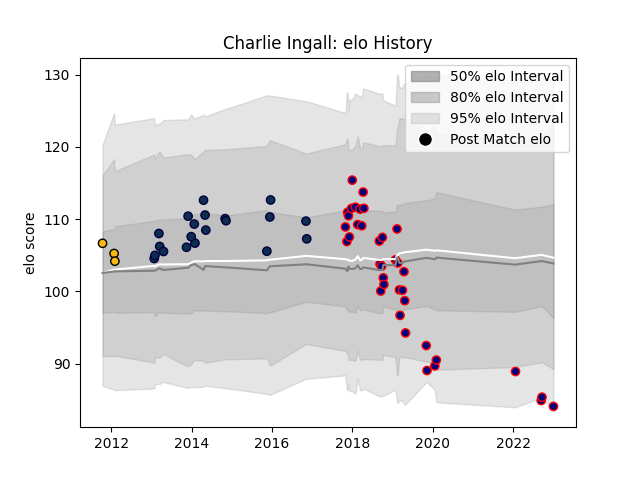 Charlie Ingall: elo History
50% elo Interval
80% elo Interval
95% elo Interval
Post Match elo
elo score
130
120
110
100
90
2012
2014
2016
2018
2020
2022